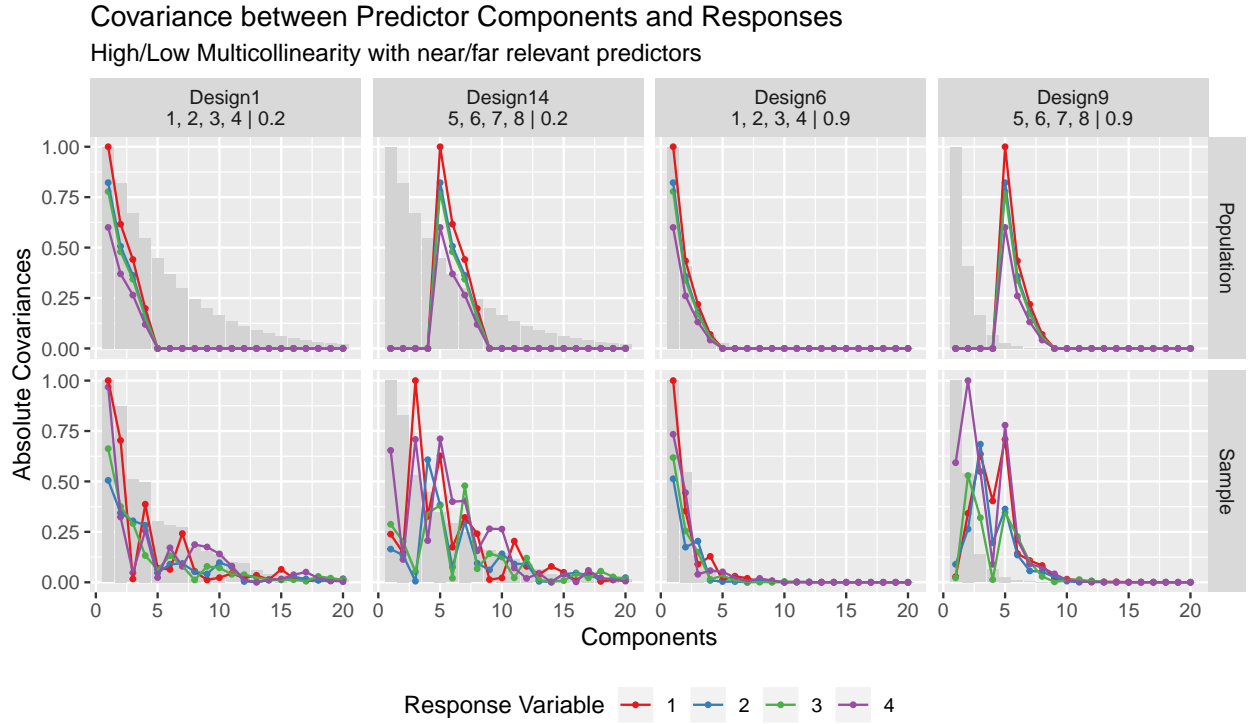 Covariance between Predictor Components and Responses
High/Low Multicollinearity with near/far relevant predictors
Design1
1, 2, 3, 4 | 0.2
Design14
5, 6, 7, 8 | 0.2
Design6
1, 2, 3, 4 | 0.9
Design9
5, 6, 7, 8 | 0.9
Absolute Covariances
1.00
0.75
0.50
0.25
0.00
Population
1.00
0.75
0.50
0.25
0.00
Sample
0 5 10 15 20 0 5 10 15 20 0 5 10 15 20 0 5 10 15 20
Components
Response Variable 1 2 3 4